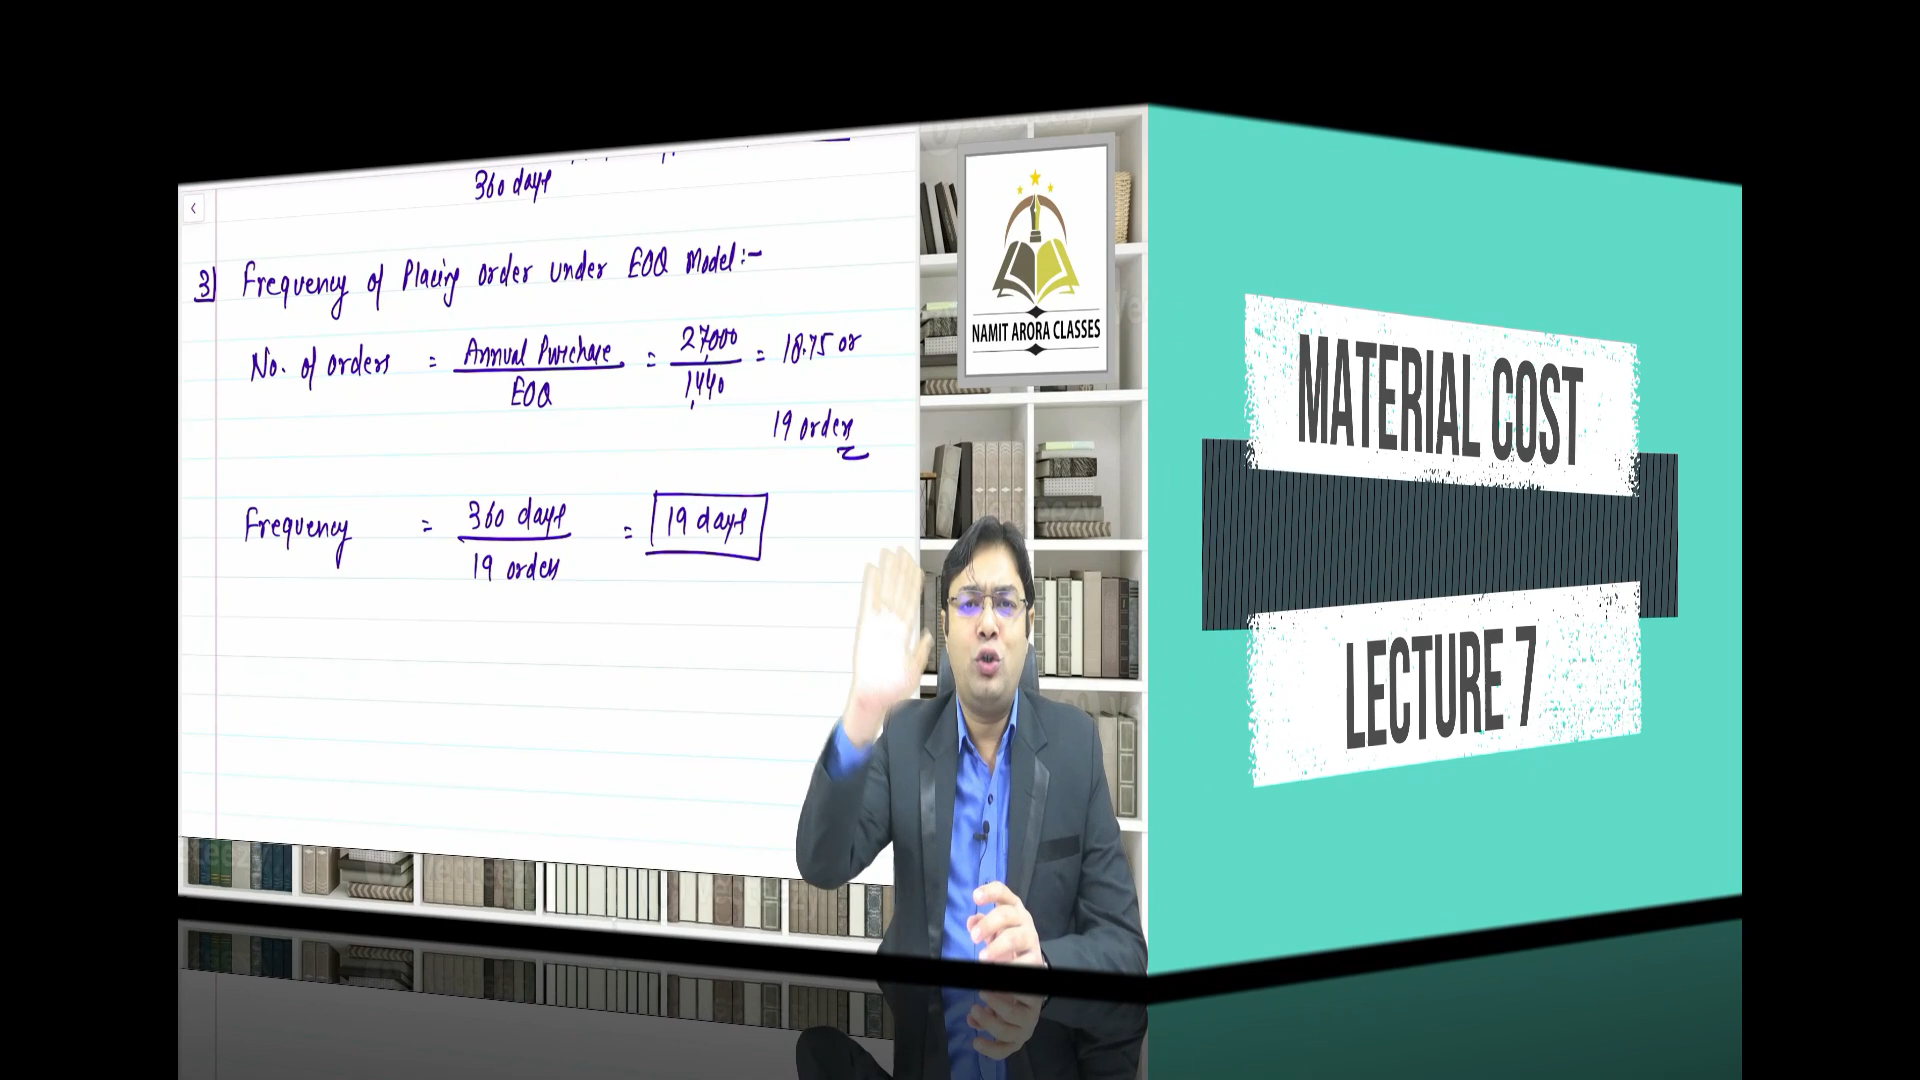 360 days
3] Frequency of Placing order under EOQ Model:-
No. of orders = Annual Purchase / EOQ = 27,000 / 1,440 = 18.75 or
19 orders
Frequency = 360 days / 19 orders = 19 days
NAMIT ARORA CLASSES
MATERIAL COST
LECTURE 7